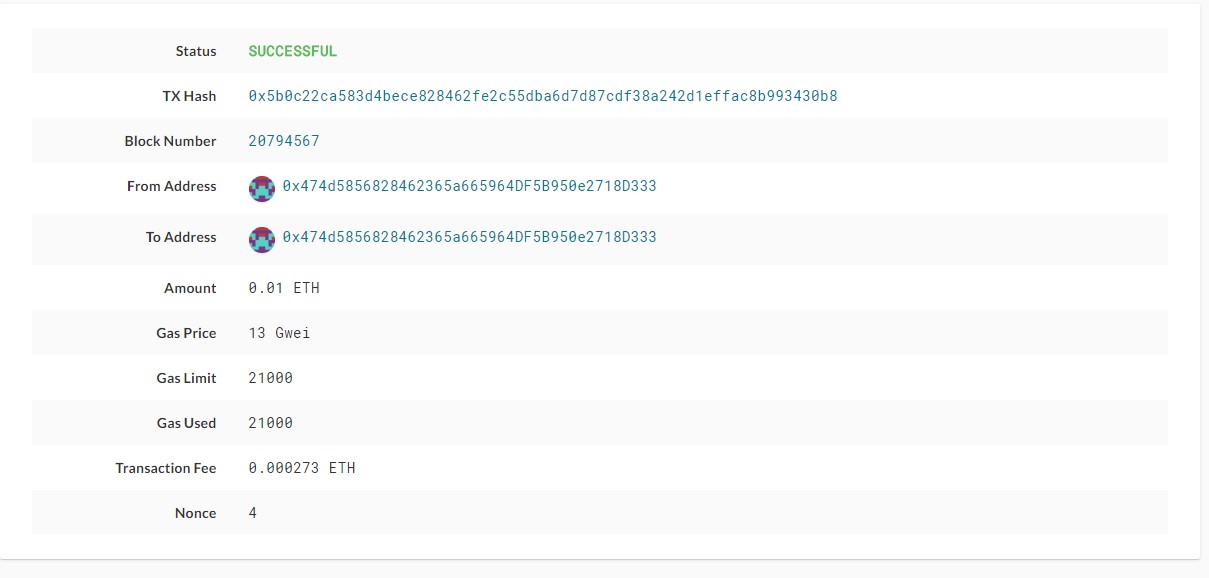 Status SUCCESSFUL
TX Hash 0x5b0c22ca583d4bece828462fe2c55dba6d7d87cdf38a242d1effac8b993430b8
Block Number 20794567
From Address 0x474d5856828462365a665964DF5B950e2718D333
To Address 0x474d5856828462365a665964DF5B950e2718D333
Amount 0.01 ETH
Gas Price 13 Gwei
Gas Limit 21000
Gas Used 21000
Transaction Fee 0.000273 ETH
Nonce 4